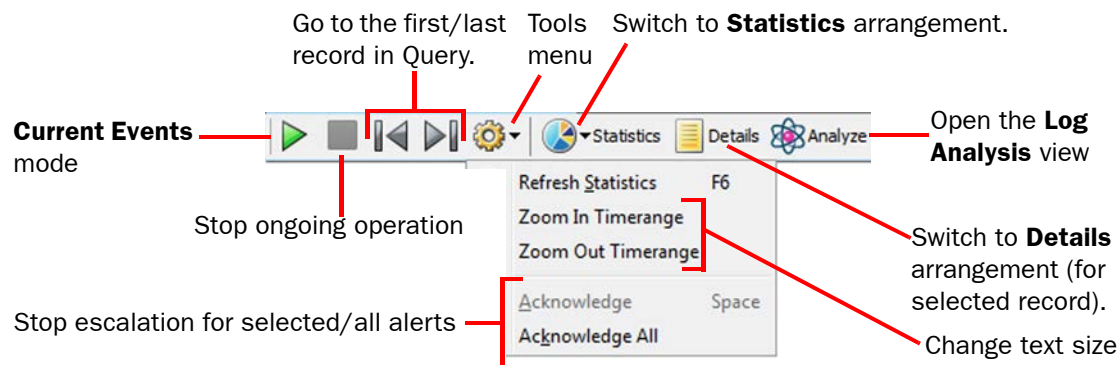 Go to the first/last
record in Query.
Tools
menu
Switch to Statistics arrangement.
Current Events
mode
Statistics
Details
Analyze
Open the Log
Analysis view
Stop ongoing operation
Refresh Statistics F6
Zoom In Timerange
Zoom Out Timerange
Switch to Details
arrangement (for
selected record).
Stop escalation for selected/all alerts
Acknowledge Space
Acknowledge All
Change text size